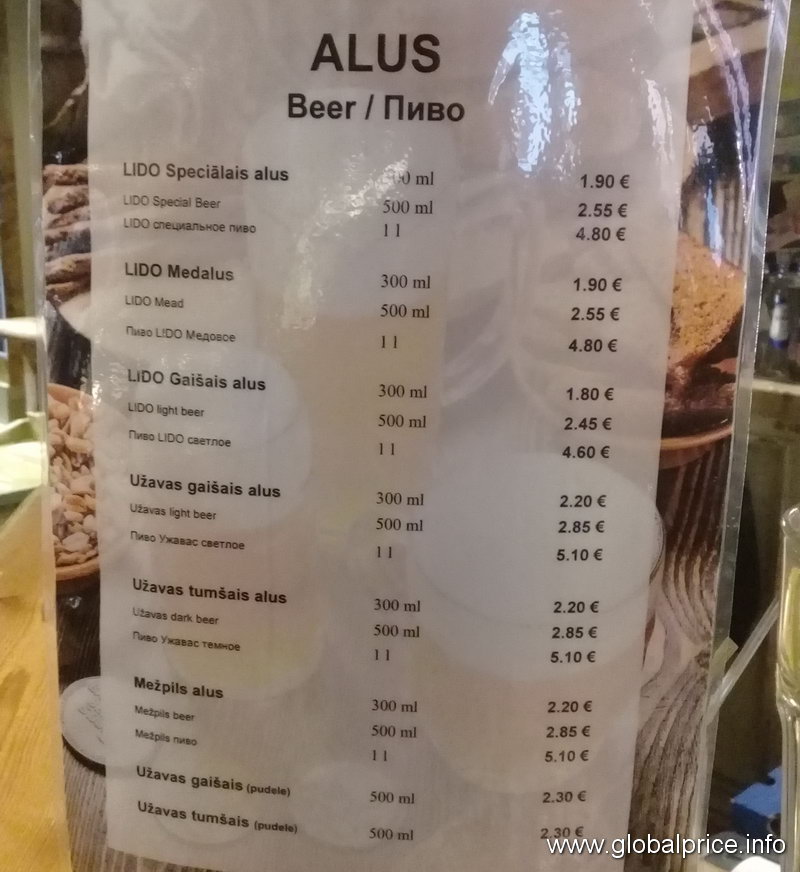 ALUS
Beer / Пиво
LIDO Speciālais alus ml 1.90 €
LIDO Special Beer 500 ml 2.55 €
LIDO специальное пиво 1 l 4.80 €
LIDO Medalus 300 ml 1.90 €
LIDO Mead 500 ml 2.55 €
Пиво LIDO Медовое 1 l 4.80 €
LIDO Gaišais alus 300 ml 1.80 €
LIDO light beer 500 ml 2.45 €
Пиво LIDO светлое 1 l 4.60 €
Užavas gaišais alus 300 ml 2.20 €
Užavas light beer 500 ml 2.85 €
Пиво Ужавас светлое 1 l 5.10 €
Užavas tumšais alus 300 ml 2.20 €
Užavas dark beer 500 ml 2.85 €
Пиво Ужавас темное 1 l 5.10 €
Mežpils alus 300 ml 2.20 €
Mežpils beer 500 ml 2.85 €
Mežpils пиво 1 l 5.10 €
Užavas gaišais (pudele) 500 ml 2.30 €
Užavas tumšais (pudele) 500 ml 2.30 €
www.globalprice.info